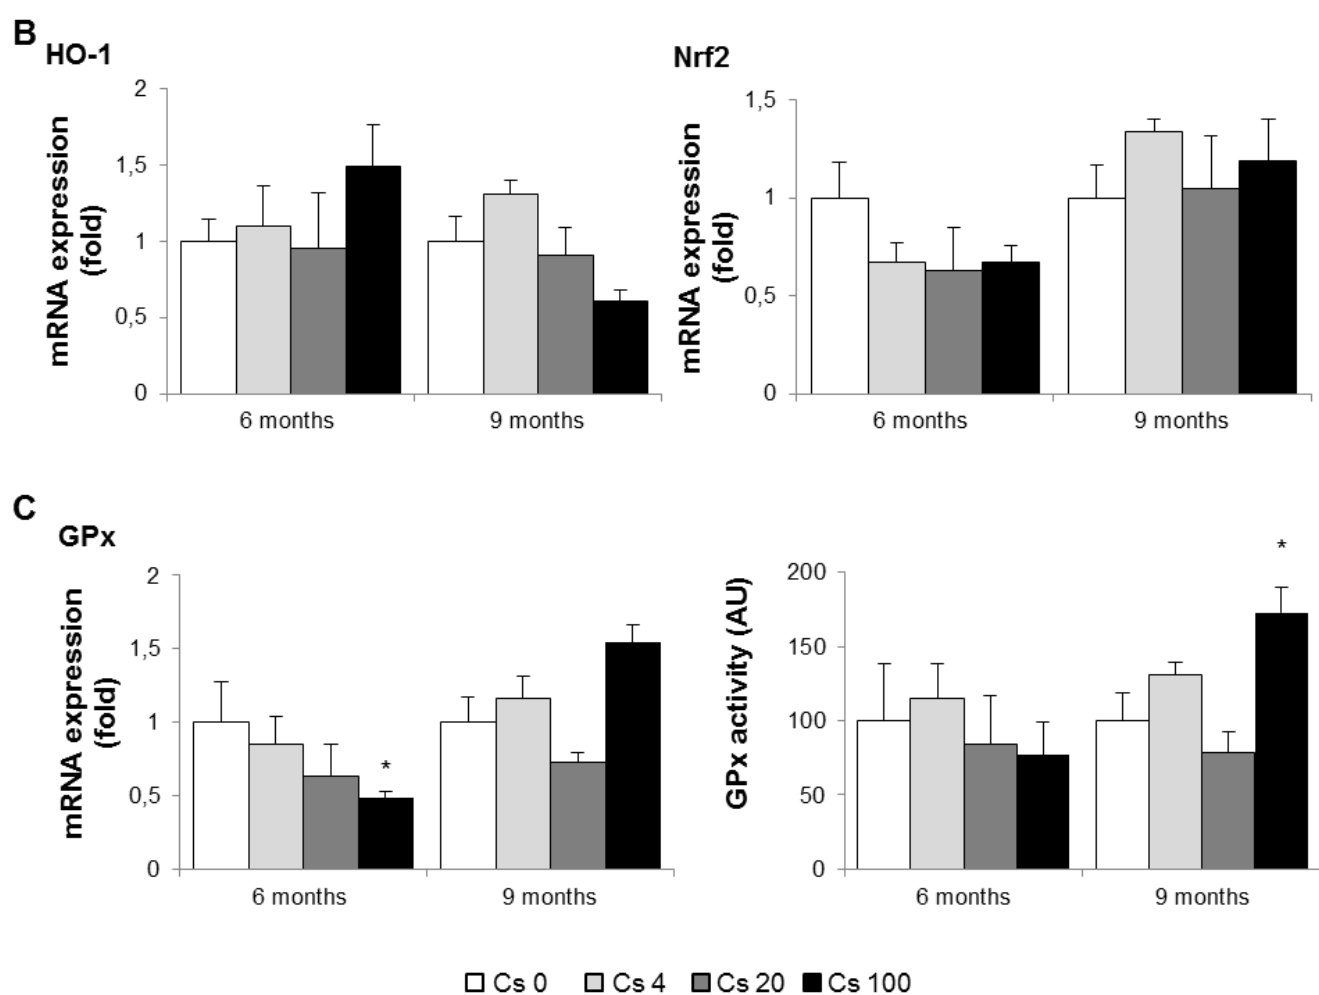 B
HO-1
Nrf2
mRNA expression
(fold)
2
1,5
1
0,5
0
6 months
9 months
mRNA expression
(fold)
1,5
1
0,5
0
6 months
9 months
C
GPx
mRNA expression
(fold)
2
1,5
1
0,5
0
*
6 months
9 months
GPx activity (AU)
200
150
100
50
0
*
6 months
9 months
Cs 0 Cs 4 Cs 20 Cs 100